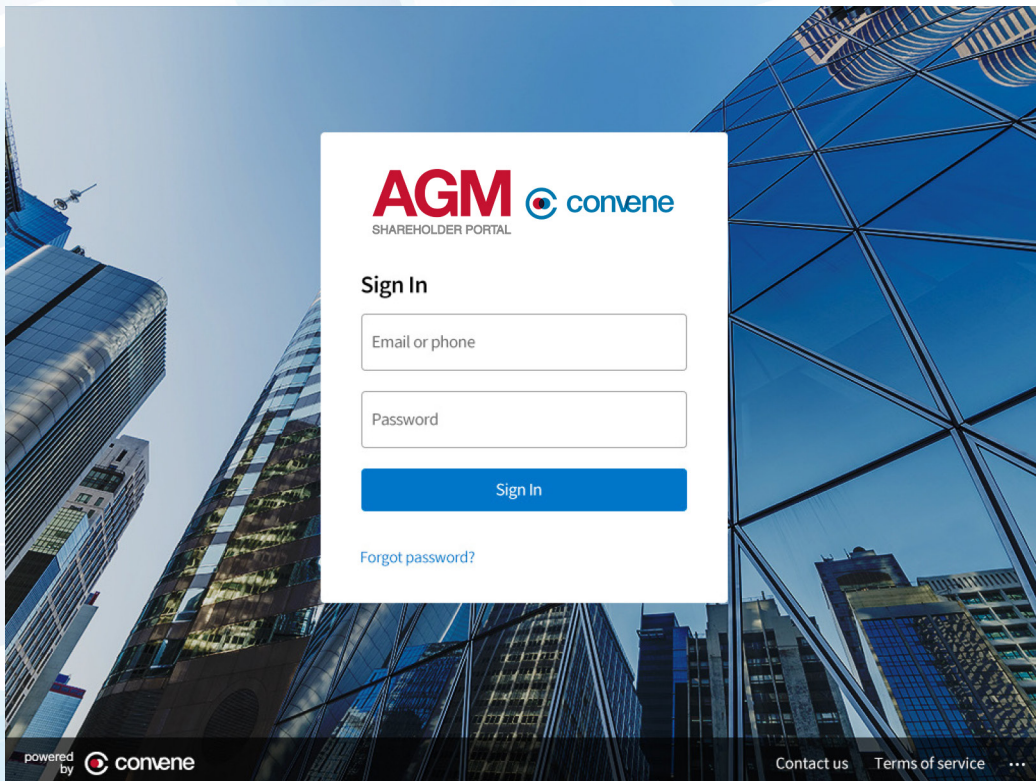 AGM convene
SHAREHOLDER PORTAL
Sign In
Email or phone
Password
Sign In
Forgot password?
powered by convene
Contact us Terms of service ...